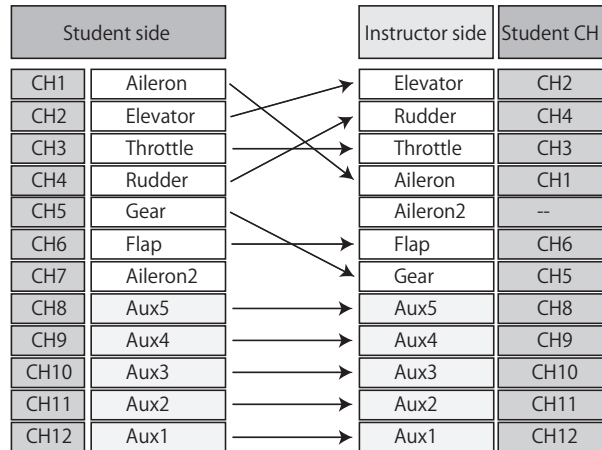 Student side Instructor side Student CH
CH1 Aileron Elevator CH2
CH2 Elevator Rudder CH4
CH3 Throttle Throttle CH3
CH4 Rudder Aileron CH1
CH5 Gear Aileron2 --
CH6 Flap Flap CH6
CH7 Aileron2 Gear CH5
CH8 Aux5 Aux5 CH8
CH9 Aux4 Aux4 CH9
CH10 Aux3 Aux3 CH10
CH11 Aux2 Aux2 CH11
CH12 Aux1 Aux1 CH12